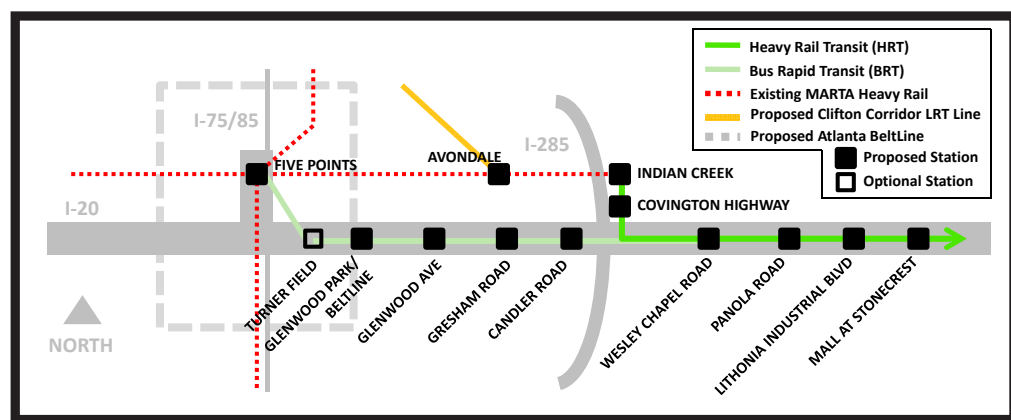 Heavy Rail Transit (HRT)
Bus Rapid Transit (BRT)
Existing MARTA Heavy Rail
Proposed Clifton Corridor LRT Line
Proposed Atlanta BeltLine
Proposed Station
Optional Station
I-75/85
I-285
AVONDALE
FIVE POINTS
INDIAN CREEK
COVINGTON HIGHWAY
I-20
NORTH
TURNER FIELD
GLENWOOD PARK/
BELTLINE
GLENWOOD AVE
GRESHAM ROAD
CANDLER ROAD
WESLEY CHAPEL ROAD
PANOLA ROAD
LITHONIA INDUSTRIAL BLVD
MALL AT STONECREST